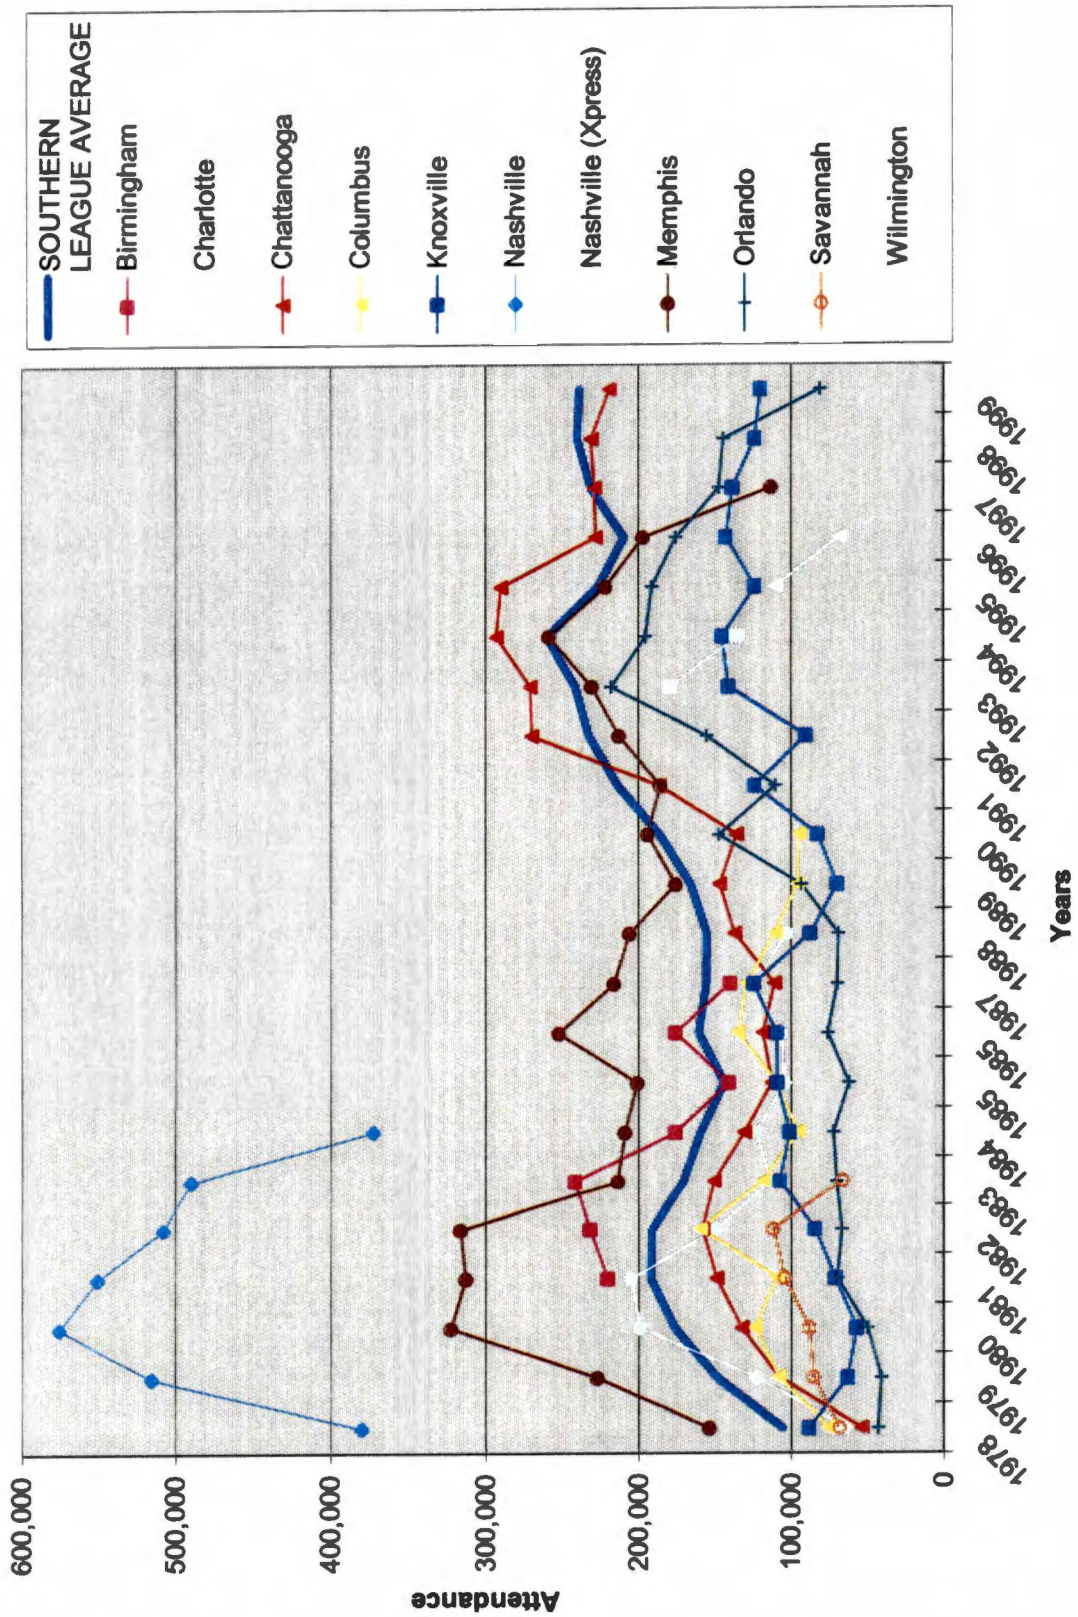 600,000
500,000
400,000
300,000
200,000
100,000
0
Attendance
1978
1979
1980
1981
1982
1983
1984
1985
1985
1987
1988
1989
1990
1991
1992
1993
1994
1995
1996
1997
1998
1999
Years
SOUTHERN
LEAGUE AVERAGE
Birmingham
Charlotte
Chattanooga
Columbus
Knoxville
Nashville
Nashville (Xpress)
Memphis
Orlando
Savannah
Wilmington